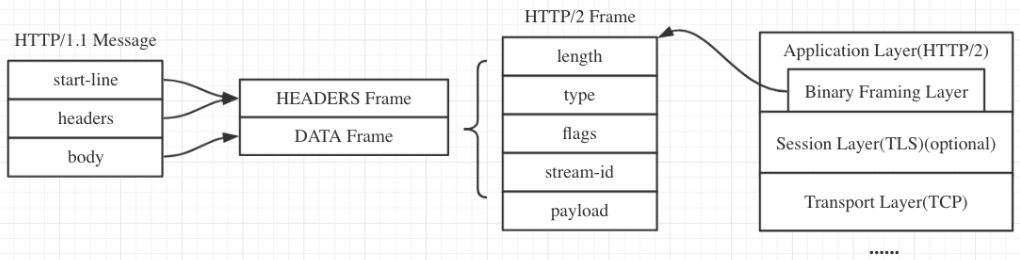 HTTP/1.1 Message
start-line
headers
body
HEADERS Frame
DATA Frame
HTTP/2 Frame
length
type
flags
stream-id
payload
Application Layer(HTTP/2)
Binary Framing Layer
Session Layer(TLS)(optional)
Transport Layer(TCP)
......